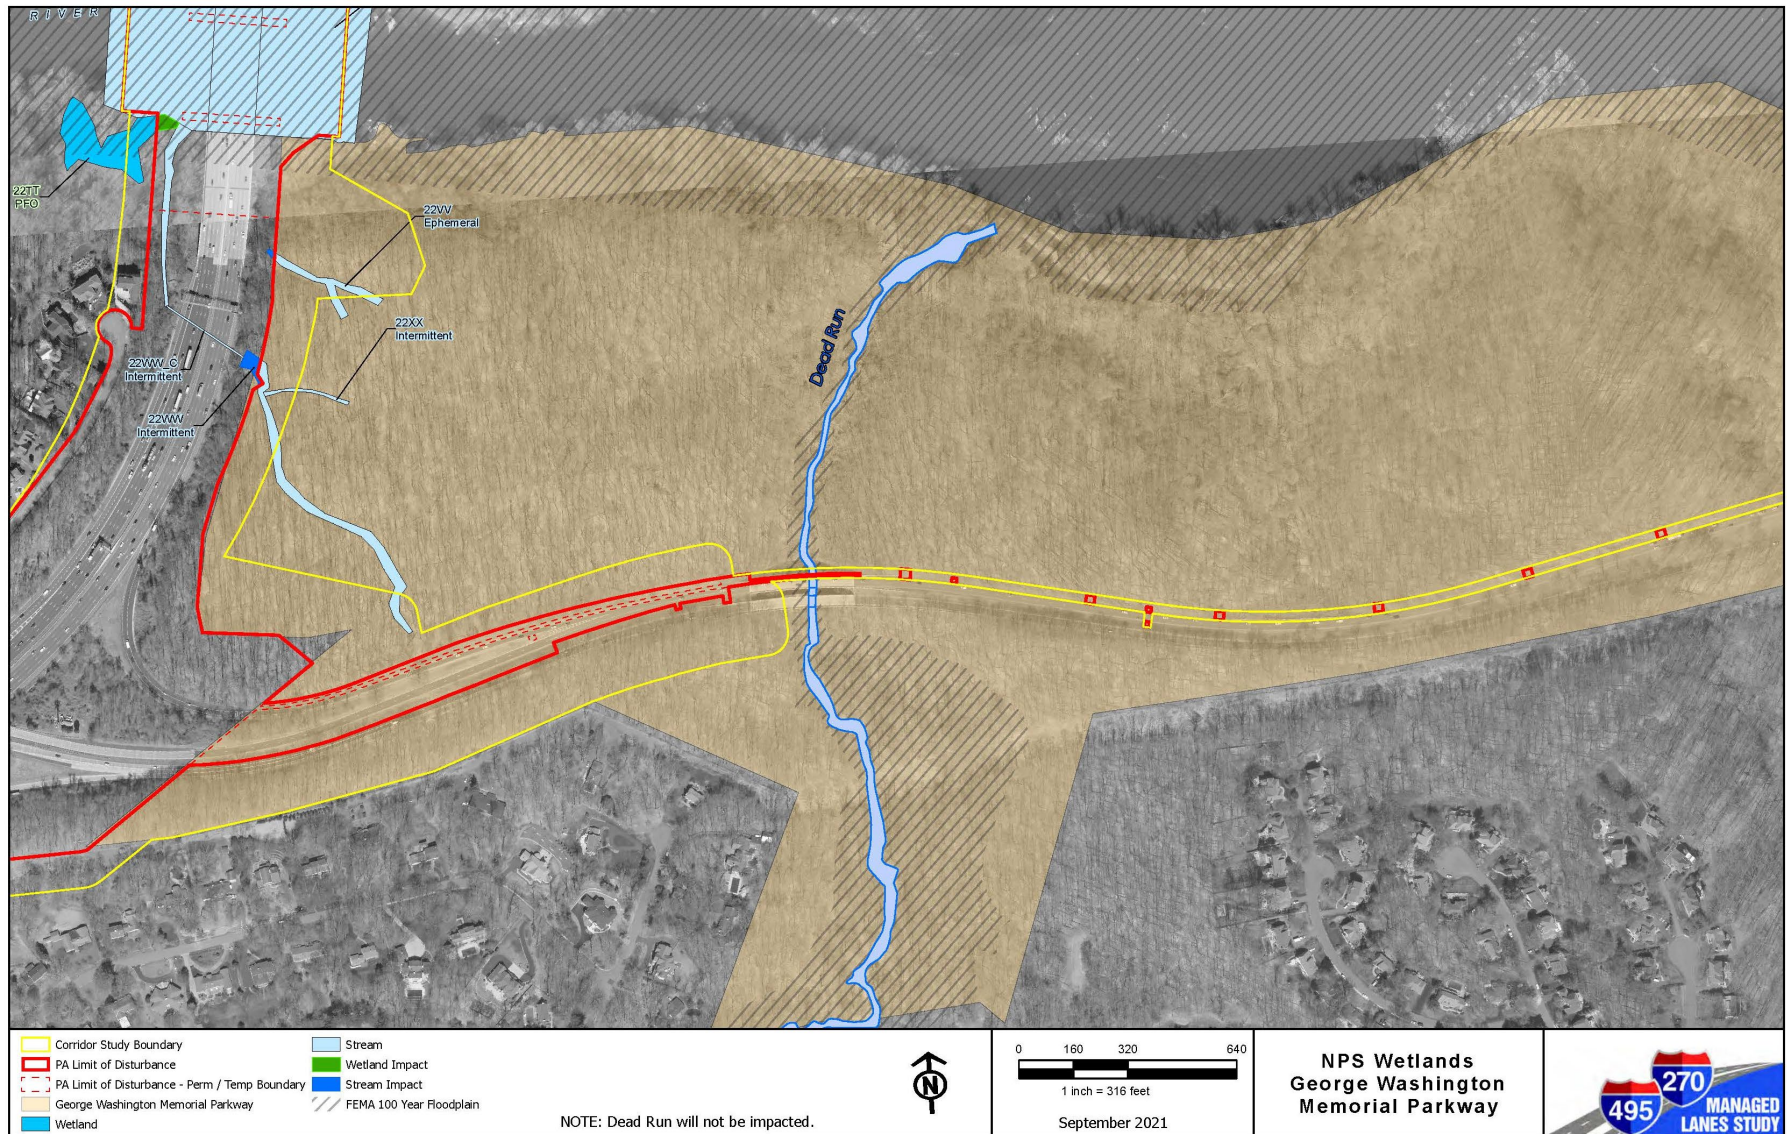 RIVER
22TT
PFO
22VV
Ephemeral
22XX
Intermittent
22WW_C
Intermittent
22WW
Intermittent
Dead Run
Corridor Study Boundary
PA Limit of Disturbance
PA Limit of Disturbance - Perm / Temp Boundary
George Washington Memorial Parkway
Wetland
Stream
Wetland Impact
Stream Impact
FEMA 100 Year Floodplain
NOTE: Dead Run will not be impacted.
N
0 160 320 640
1 inch = 316 feet
September 2021
NPS Wetlands
George Washington
Memorial Parkway
495
270
MANAGED
LANES STUDY